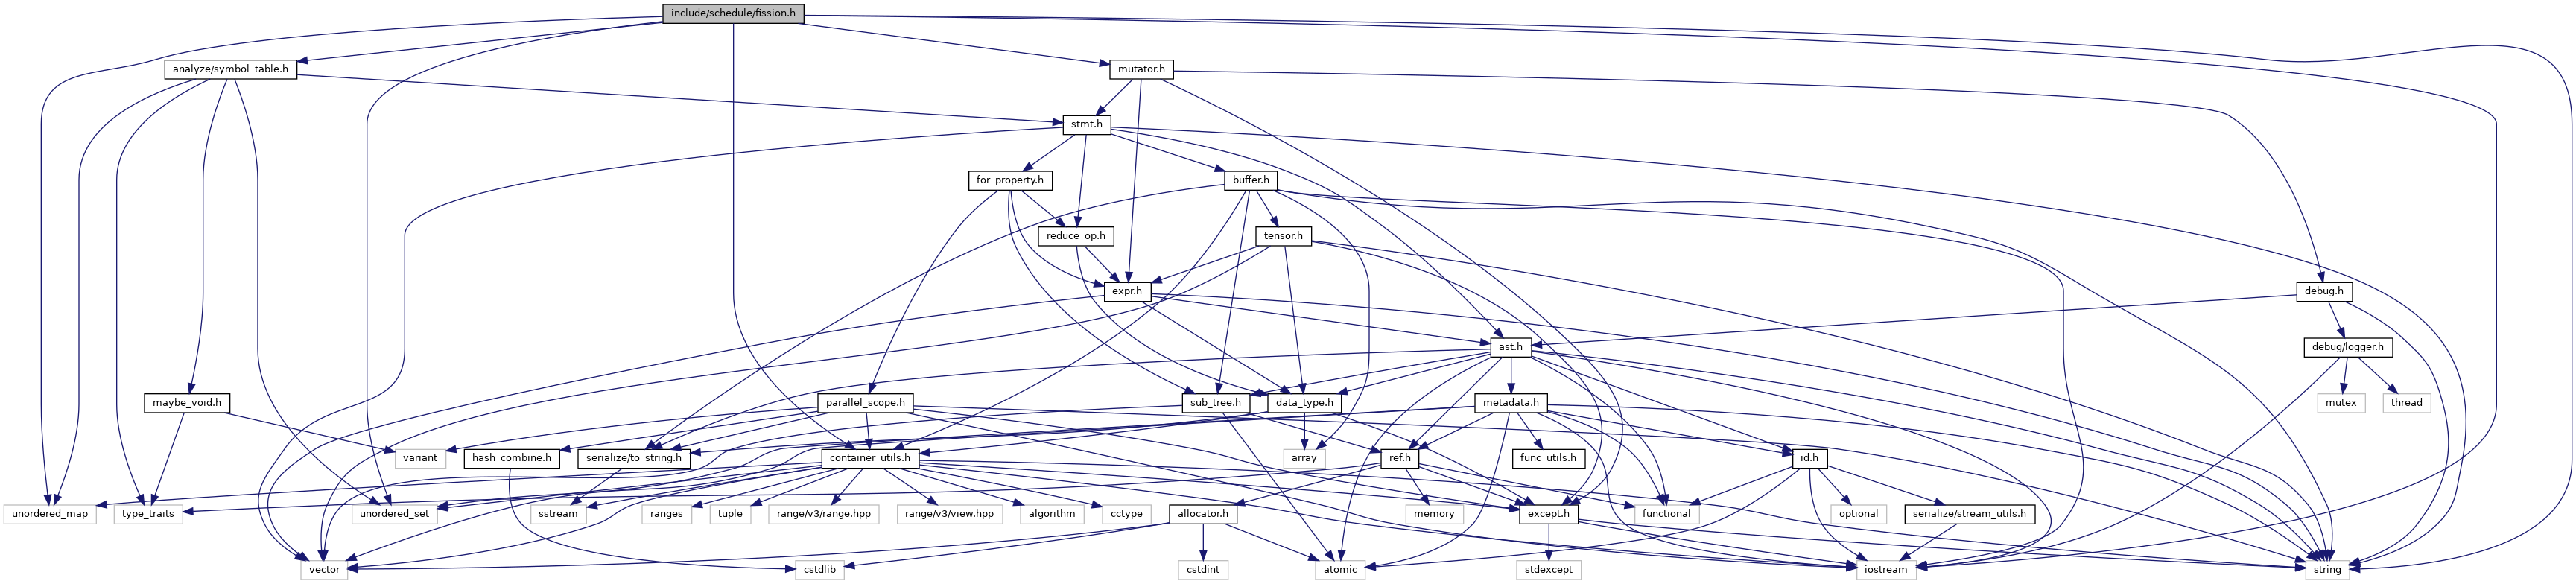 include/schedule/fission.h
analyze/symbol_table.h
mutator.h
stmt.h
for_property.h
buffer.h
reduce_op.h
tensor.h
expr.h
debug.h
ast.h
debug/logger.h
maybe_void.h
parallel_scope.h
sub_tree.h
data_type.h
metadata.h
mutex
thread
variant
hash_combine.h
serialize/to_string.h
container_utils.h
array
ref.h
func_utils.h
id.h
unordered_map
type_traits
unordered_set
sstream
ranges
tuple
range/v3/range.hpp
range/v3/view.hpp
algorithm
cctype
allocator.h
memory
except.h
functional
optional
serialize/stream_utils.h
vector
cstdlib
cstdint
atomic
stdexcept
iostream
string